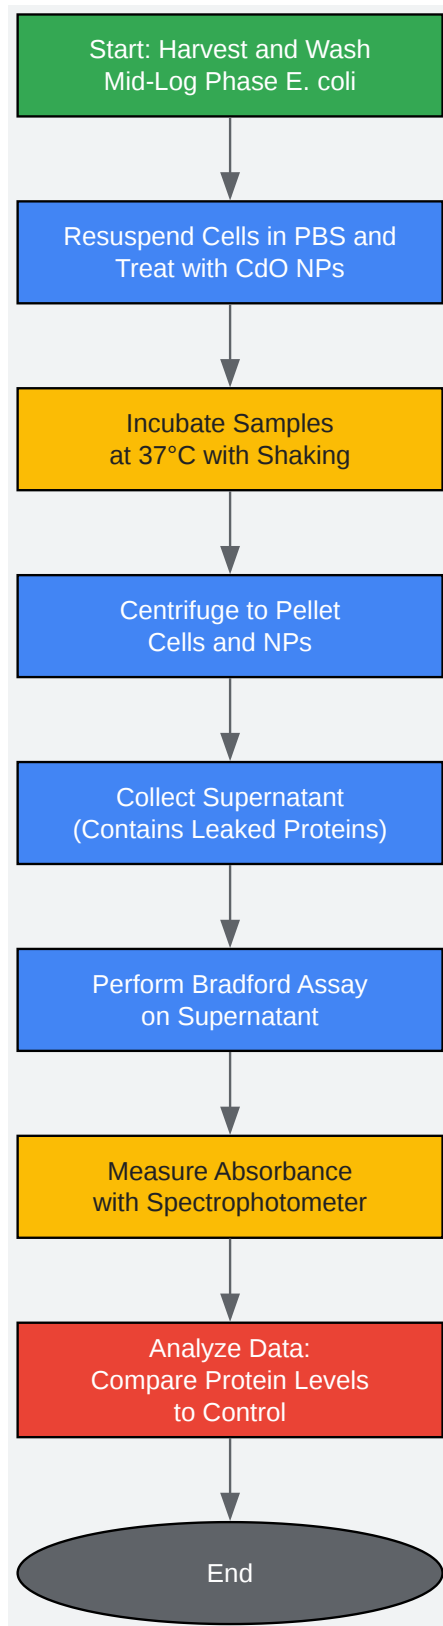 Start: Harvest and Wash
Mid-Log Phase E. coli
Resuspend Cells in PBS and
Treat with CdO NPs
Incubate Samples
at 37°C with Shaking
Centrifuge to Pellet
Cells and NPs
Collect Supernatant
(Contains Leaked Proteins)
Perform Bradford Assay
on Supernatant
Measure Absorbance
with Spectrophotometer
Analyze Data:
Compare Protein Levels
to Control
End